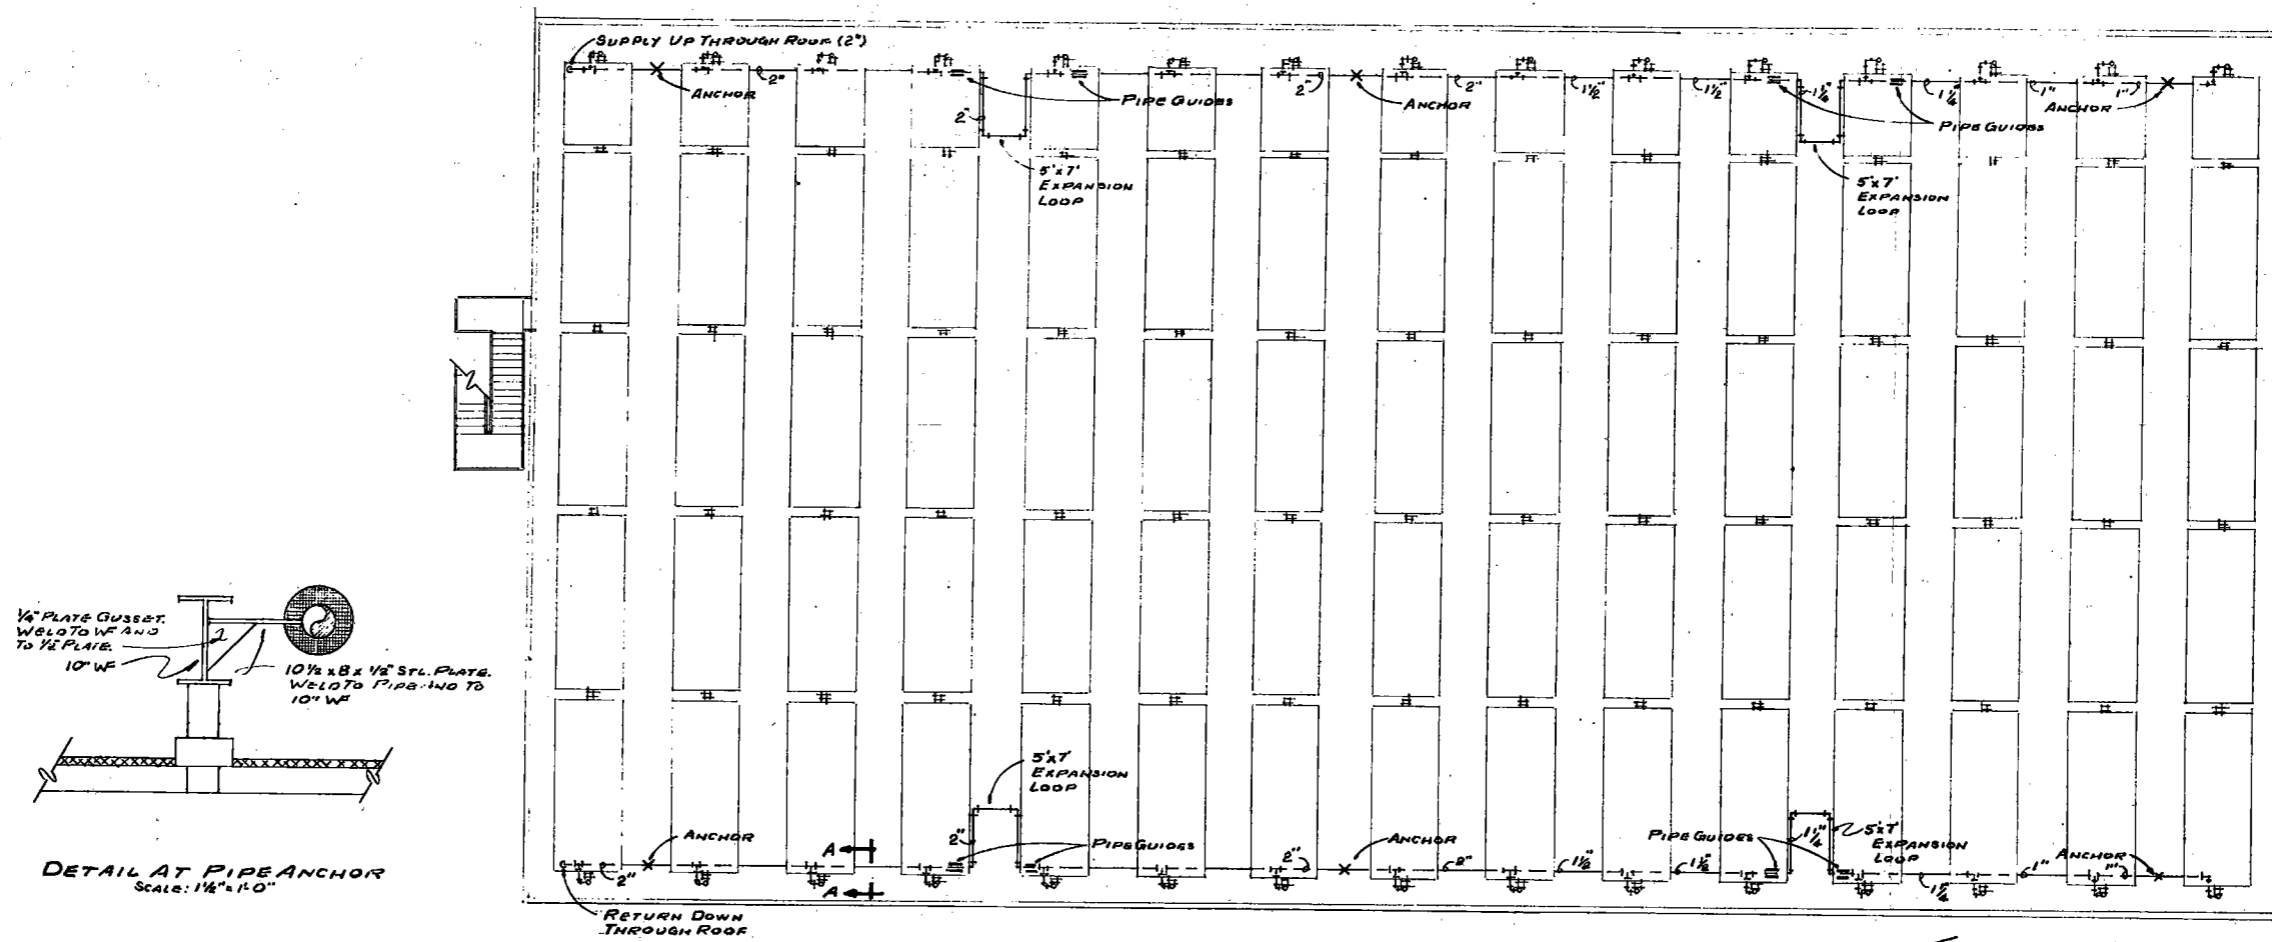 SUPPLY UP THROUGH ROOF (2")
ANCHOR
2"
PIPE GUIDES
2"
5'x7'
EXPANSION
LOOP
2"
ANCHOR
2"
1½"
1½"
1¼"
1¼"
1"
1"
ANCHOR
PIPE GUIDES
5'x7'
EXPANSION
LOOP
¼" PLATE GUSSET.
WELD TO WF AND
TO ½" PLATE.
10" WF
10½ x 8 x ½" STL. PLATE.
WELD TO PIPE AND TO
10" WF
DETAIL AT PIPE ANCHOR
SCALE: 1½" = 1'-0"
5'x7'
EXPANSION
LOOP
ANCHOR
2"
A
A
2"
PIPE GUIDES
2"
ANCHOR
2"
1½"
1½"
PIPE GUIDES
1¼"
5'x7'
EXPANSION
LOOP
1¼"
1"
1"
ANCHOR
RETURN DOWN
THROUGH ROOF